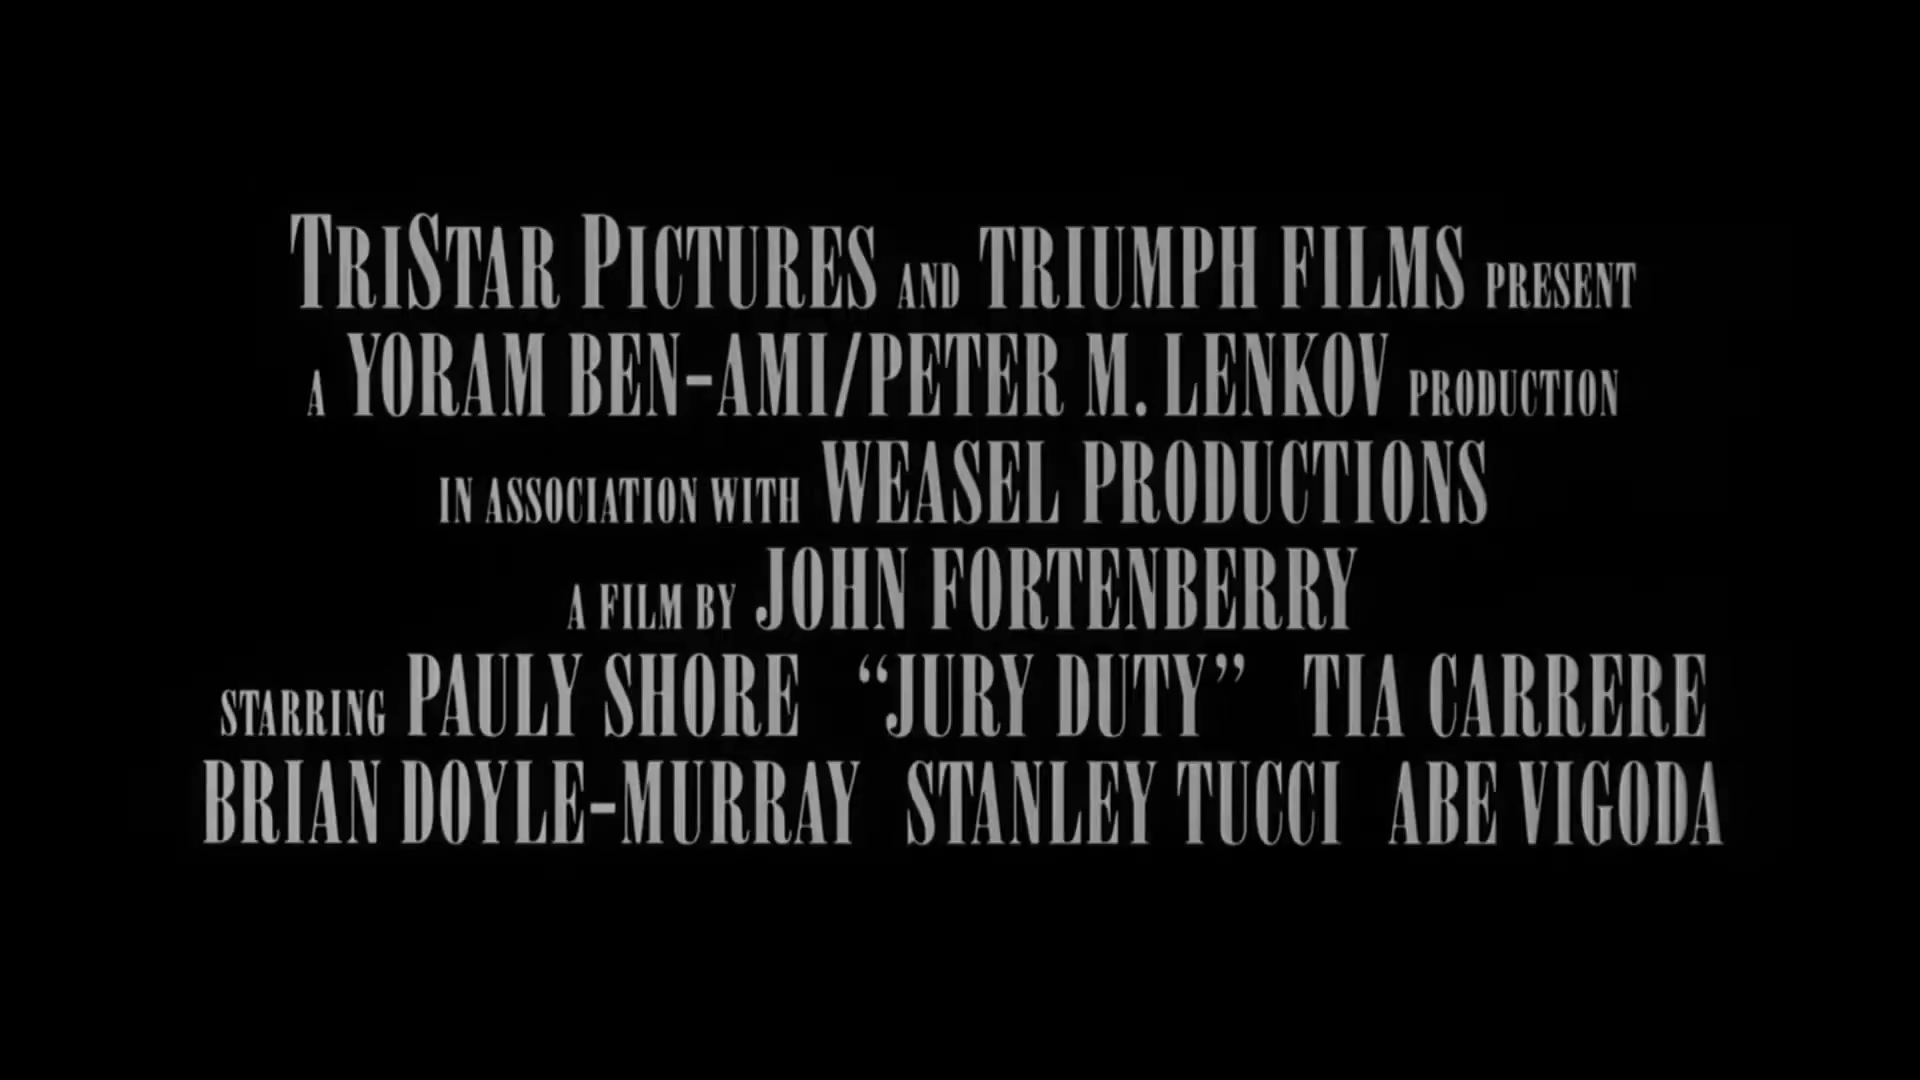 TRISTAR PICTURES AND TRIUMPH FILMS PRESENT
A YORAM BEN-AMI/PETER M. LENKOV PRODUCTION
IN ASSOCIATION WITH WEASEL PRODUCTIONS
A FILM BY JOHN FORTENBERRY
STARRING PAULY SHORE “JURY DUTY” TIA CARRERE
BRIAN DOYLE-MURRAY STANLEY TUCCI ABE VIGODA